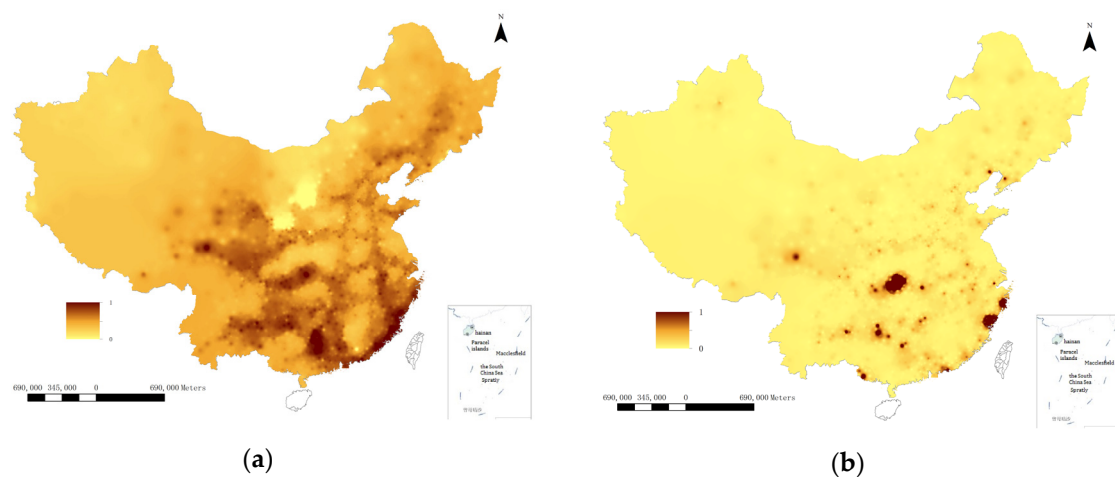 N
1
0
690,000 345,000 0 690,000 Meters
hainan
Paracel
islands
Macclesfield
the South
China Sea
Spratly
(a)
N
1
0
690,000 345,000 0 690,000 Meters
hainan
Paracel
islands
Macclesfield
the South
China Sea
Spratly
(b)